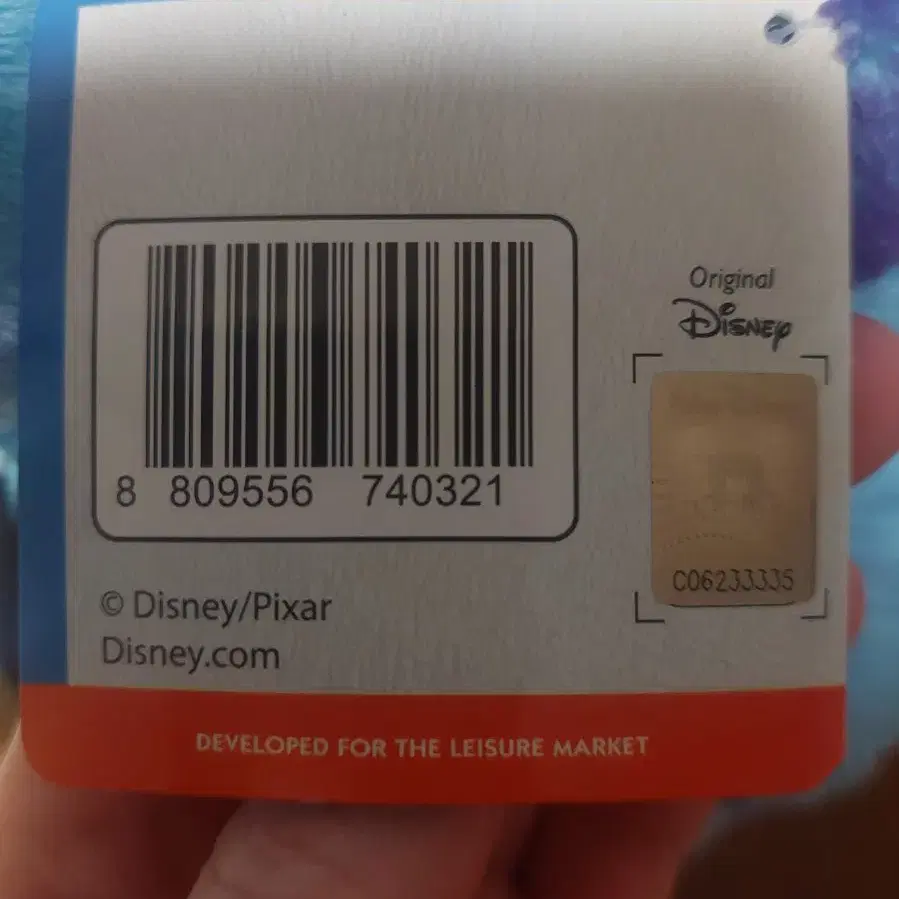 8 809556 740321
Original
Disney
C06233335
© Disney/Pixar
Disney.com
DEVELOPED FOR THE LEISURE MARKET